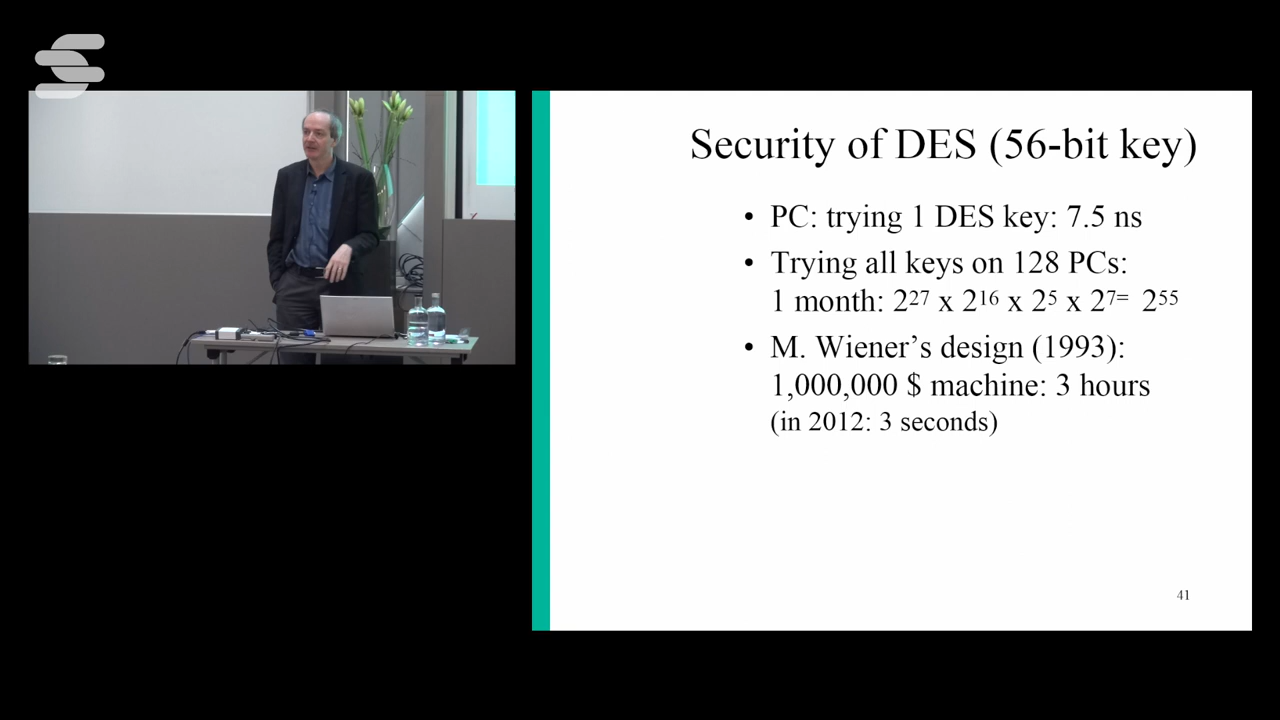 Security of DES (56-bit key)
• PC: trying 1 DES key: 7.5 ns
• Trying all keys on 128 PCs:
1 month: 2²⁷ x 2¹⁶ x 2⁵ x 2⁷⁼ 2⁵⁵
• M. Wiener’s design (1993):
1,000,000 $ machine: 3 hours
(in 2012: 3 seconds)
41